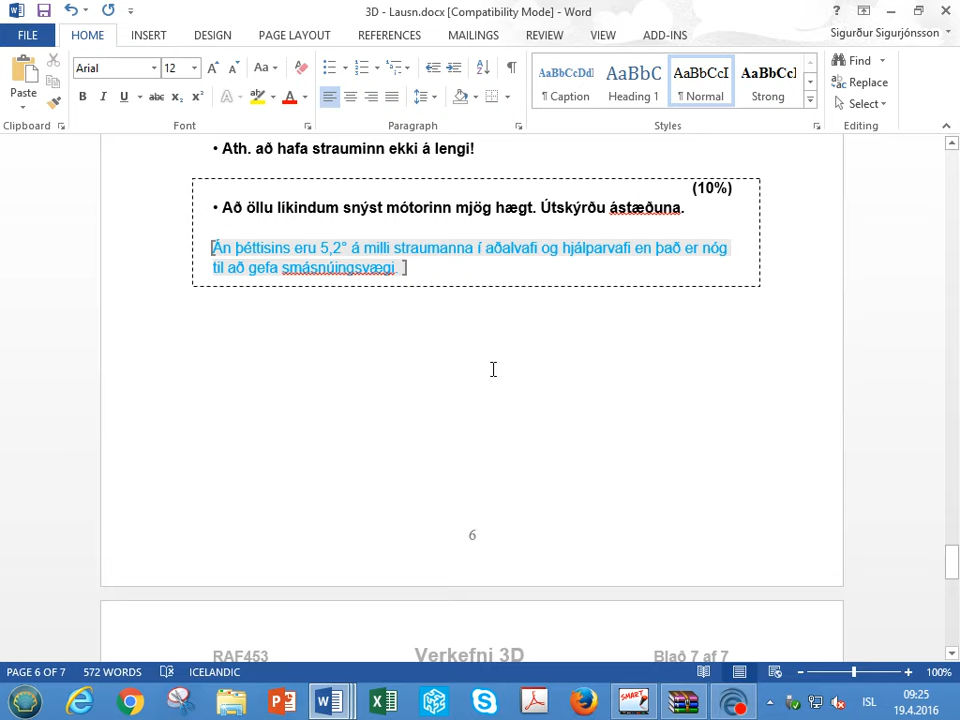 3D - Lausn.docx [Compatibility Mode] - Word
FILE HOME INSERT DESIGN PAGE LAYOUT REFERENCES MAILINGS REVIEW VIEW ADD-INS Sigurður Sigurjónsson
Paste
Arial 12
AaBbCcDd AaBbC AaBbCcI AaBbCcl
¶ Caption Heading 1 ¶ Normal Strong
Find
Replace
Select
Clipboard Font Paragraph Styles Editing
• Ath. að hafa strauminn ekki á lengi!
(10%)
• Að öllu líkindum snýst mótorinn mjög hægt. Útskýrðu ástæðuna.
Án þéttisins eru 5,2° á milli straumanna í aðalvafi og hjálparvafi en það er nóg
til að gefa smásnúingsvægi.
6
RAF453 Verkefni 3D Blað 7 af 7
PAGE 6 OF 7 572 WORDS ICELANDIC 100%
ISL 09:25
19.4.2016